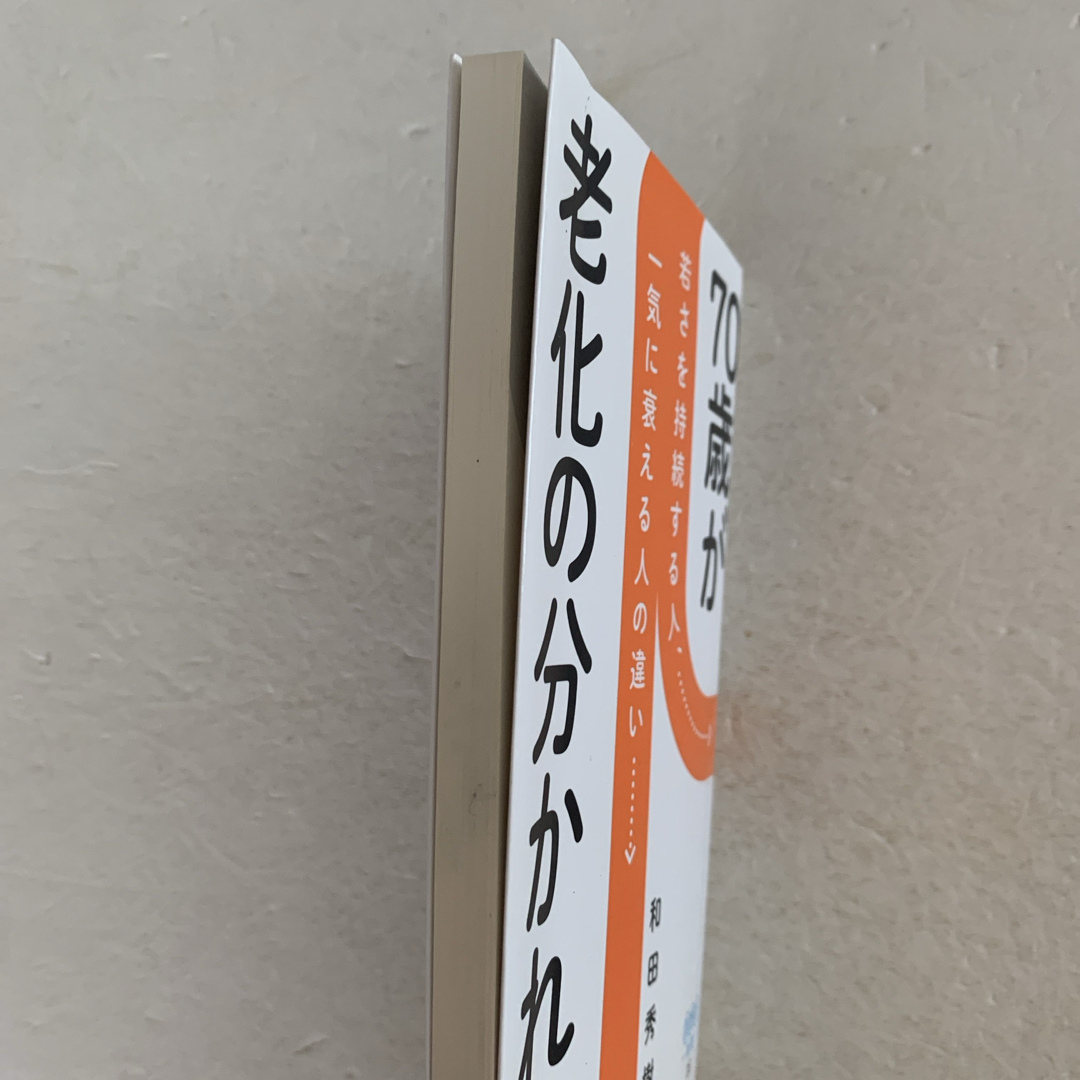 70歳が
老化の分かれ
若さを持続する人、
一気に衰える人の違い
和田秀樹